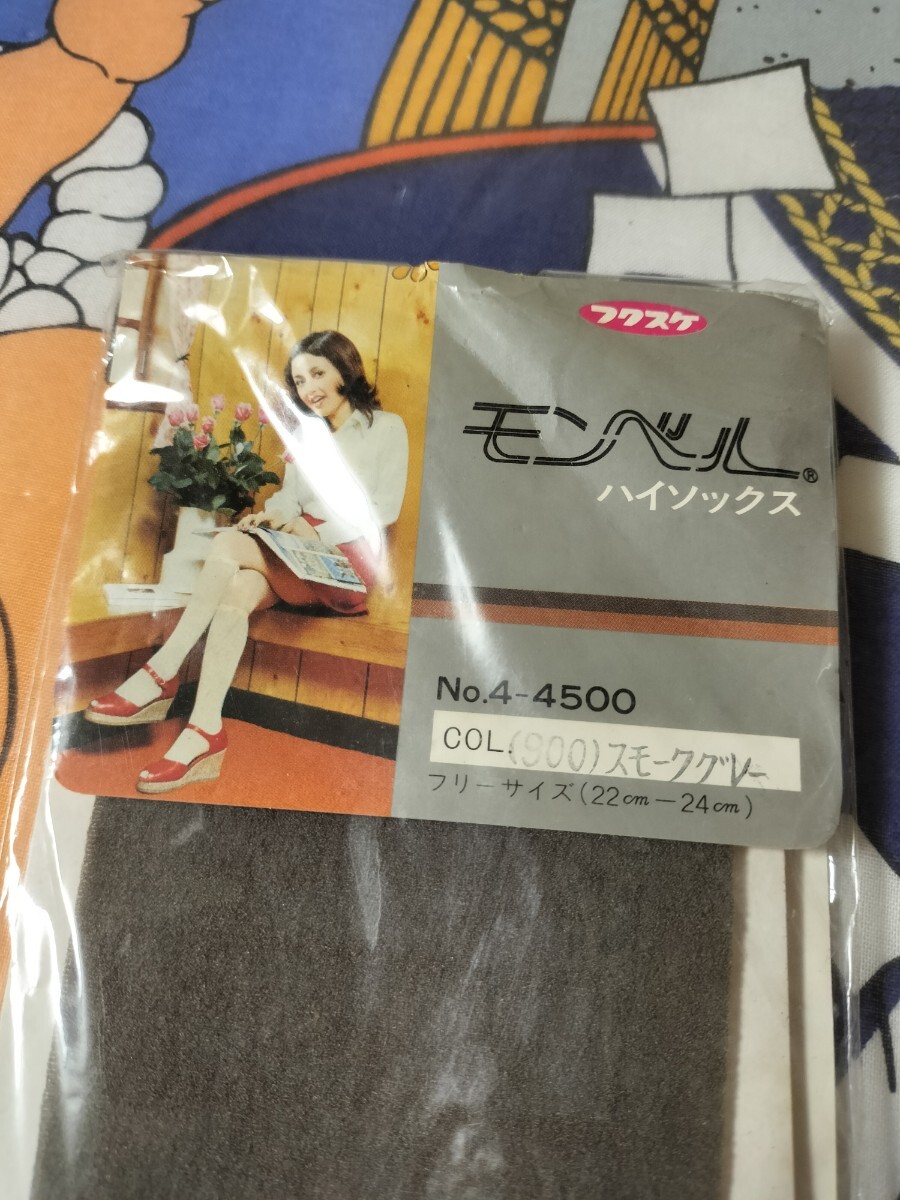 フクスケ
モンベル®
ハイソックス
No.4-4500
COL.(900)スモークグレー
フリーサイズ(22cm－24cm)